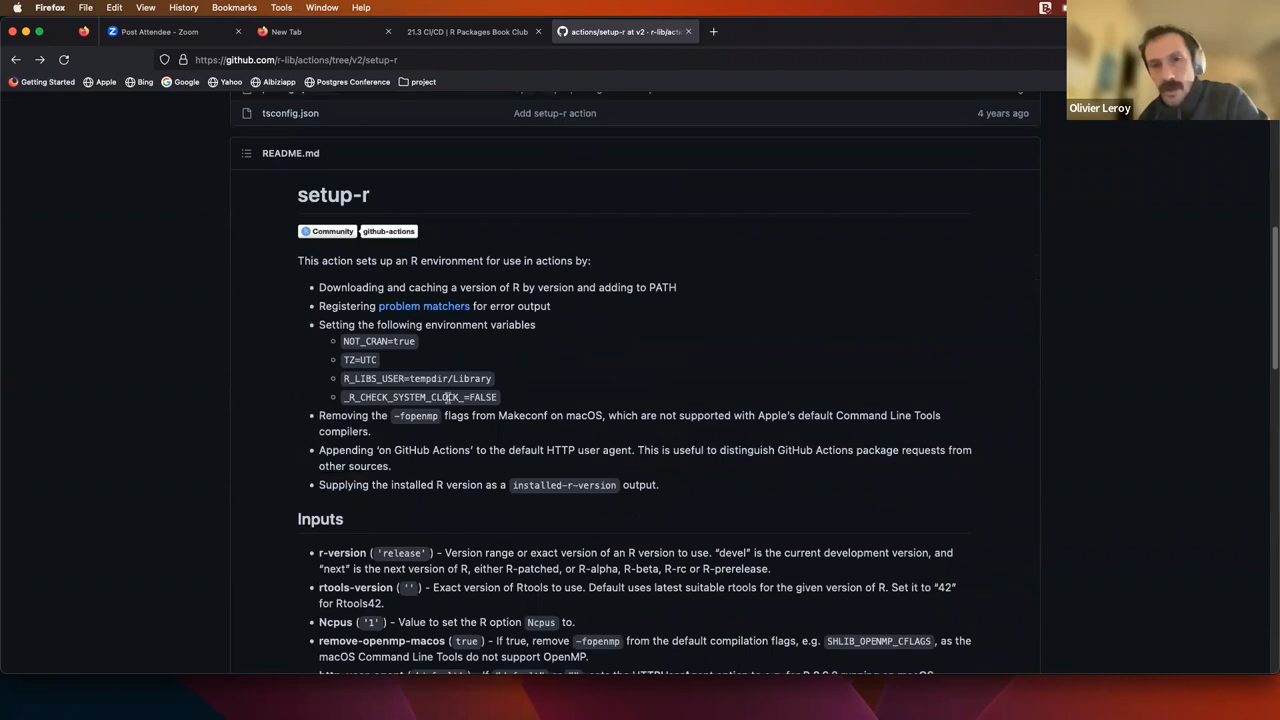 Firefox File Edit View History Bookmarks Tools Window Help
Post Attendee - Zoom
New Tab
21.3 CI/CD | R Packages Book Club
actions/setup-r at v2 · r-lib/acti
https://github.com/r-lib/actions/tree/v2/setup-r
Getting Started Apple Bing Google Yahoo Albiziapp Postgres Conference project
Olivier Leroy
tsconfig.json Add setup-r action 4 years ago
README.md
setup-r
Community github-actions
This action sets up an R environment for use in actions by:
• Downloading and caching a version of R by version and adding to PATH
• Registering problem matchers for error output
• Setting the following environment variables
NOT_CRAN=true
TZ=UTC
R_LIBS_USER=tempdir/Library
_R_CHECK_SYSTEM_CLOCK_=FALSE
• Removing the -fopenmp flags from Makeconf on macOS, which are not supported with Apple's default Command Line Tools
compilers.
• Appending ‘on GitHub Actions’ to the default HTTP user agent. This is useful to distinguish GitHub Actions package requests from
other sources.
• Supplying the installed R version as a installed-r-version output.
Inputs
• r-version ( 'release' ) - Version range or exact version of an R version to use. “devel” is the current development version, and
“next” is the next version of R, either R-patched, or R-alpha, R-beta, R-rc or R-prerelease.
• rtools-version ( '' ) - Exact version of Rtools to use. Default uses latest suitable rtools for the given version of R. Set it to “42”
for Rtools42.
• Ncpus ( '1' ) - Value to set the R option Ncpus to.
• remove-openmp-macos ( true ) - If true, remove -fopenmp from the default compilation flags, e.g. SHLIB_OPENMP_CFLAGS , as the
macOS Command Line Tools do not support OpenMP.